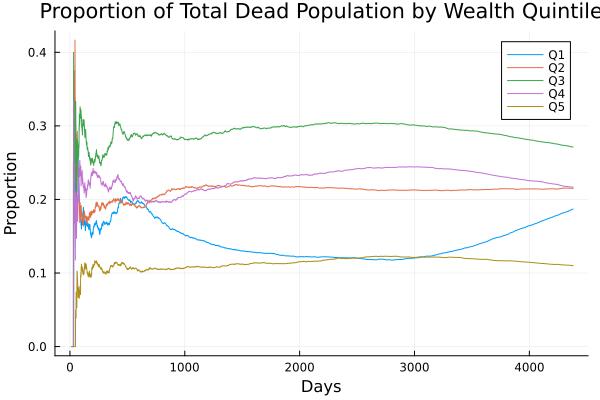 Proportion of Total Dead Population by Wealth Quintile
Q1
Q2
Q3
Q4
Q5
0.4
0.3
0.2
0.1
0.0
Proportion
0
1000
2000
3000
4000
Days